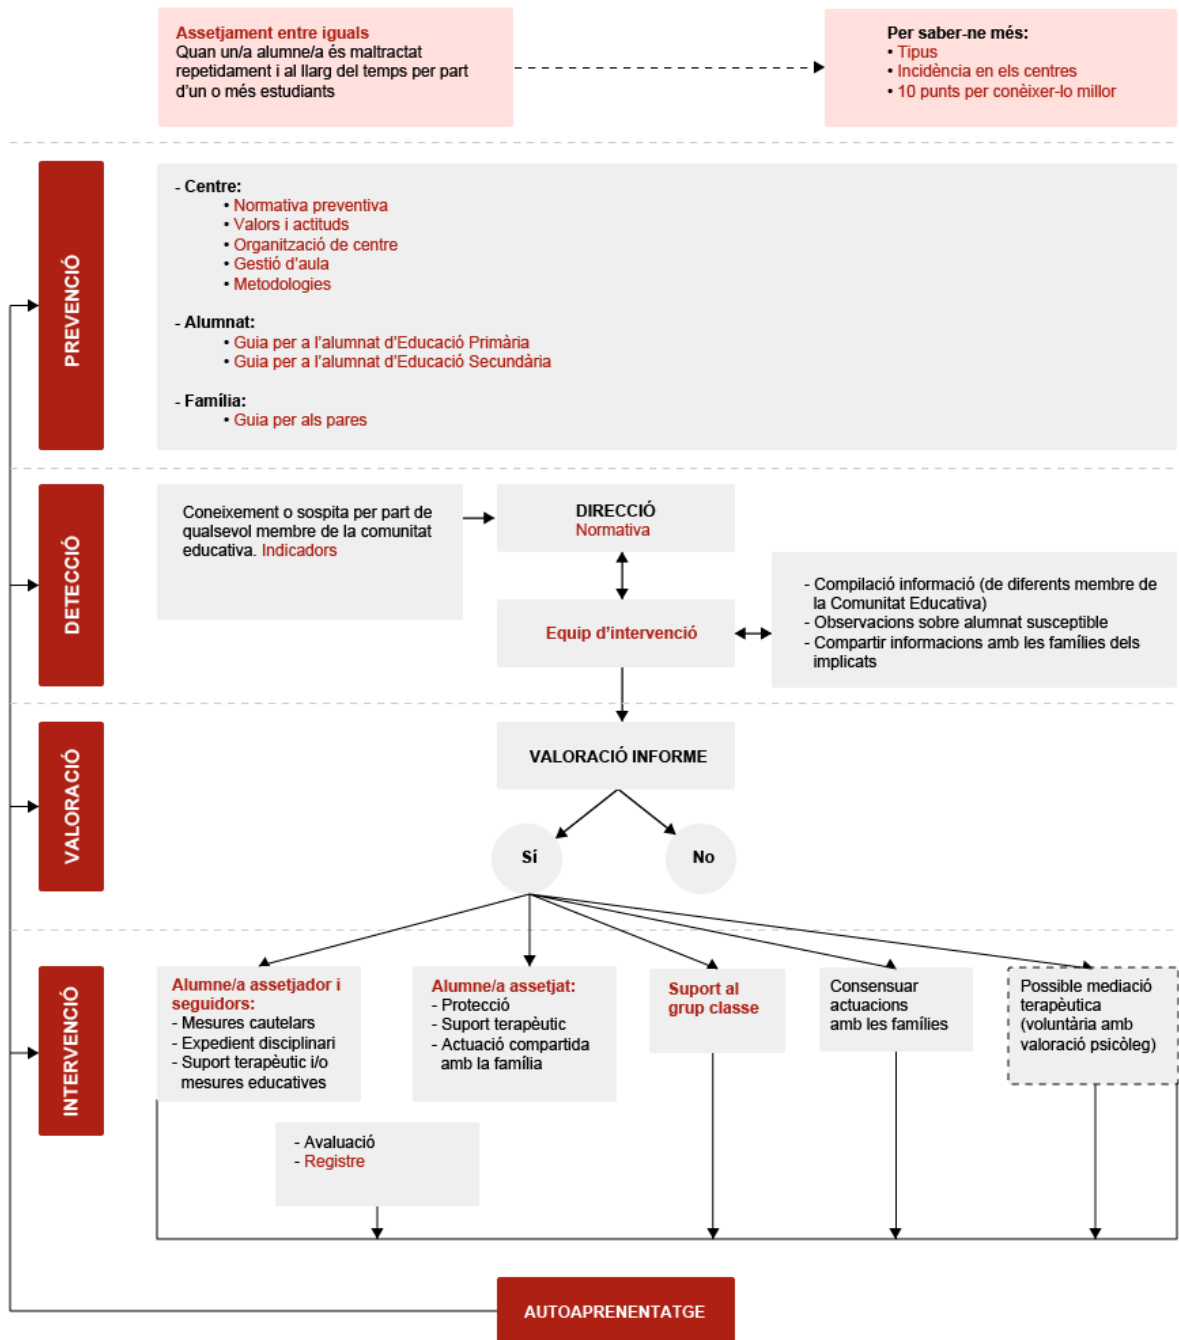 Assetjament entre iguals
Quan un/a alumne/a és maltractat
repetidament i al llarg del temps per part
d'un o més estudiants
Per saber-ne més:
• Tipus
• Incidència en els centres
• 10 punts per conèixer-lo millor
PREVENCIÓ
- Centre:
• Normativa preventiva
• Valors i actituds
• Organització de centre
• Gestió d'aula
• Metodologies
- Alumnat:
• Guia per a l'alumnat d'Educació Primària
• Guia per a l'alumnat d'Educació Secundària
- Família:
• Guia per als pares
DETECCIÓ
Coneixement o sospita per part de
qualsevol membre de la comunitat
educativa. Indicadors
DIRECCIÓ
Normativa
Equip d'intervenció
- Compilació informació (de diferents membre de
la Comunitat Educativa)
- Observacions sobre alumnat susceptible
- Compartir informacions amb les famílies dels
implicats
VALORACIÓ
VALORACIÓ INFORME
Sí
No
INTERVENCIÓ
Alumne/a assetjador i
seguidors:
- Mesures cautelars
- Expedient disciplinari
- Suport terapèutic i/o
mesures educatives
Alumne/a assetjat:
- Protecció
- Suport terapèutic
- Actuació compartida
amb la família
Suport al
grup classe
Consensuar
actuacions
amb les famílies
Possible mediació
terapèutica
(voluntària amb
valoració psicòleg)
- Avaluació
- Registre
AUTOAPRENENTATGE